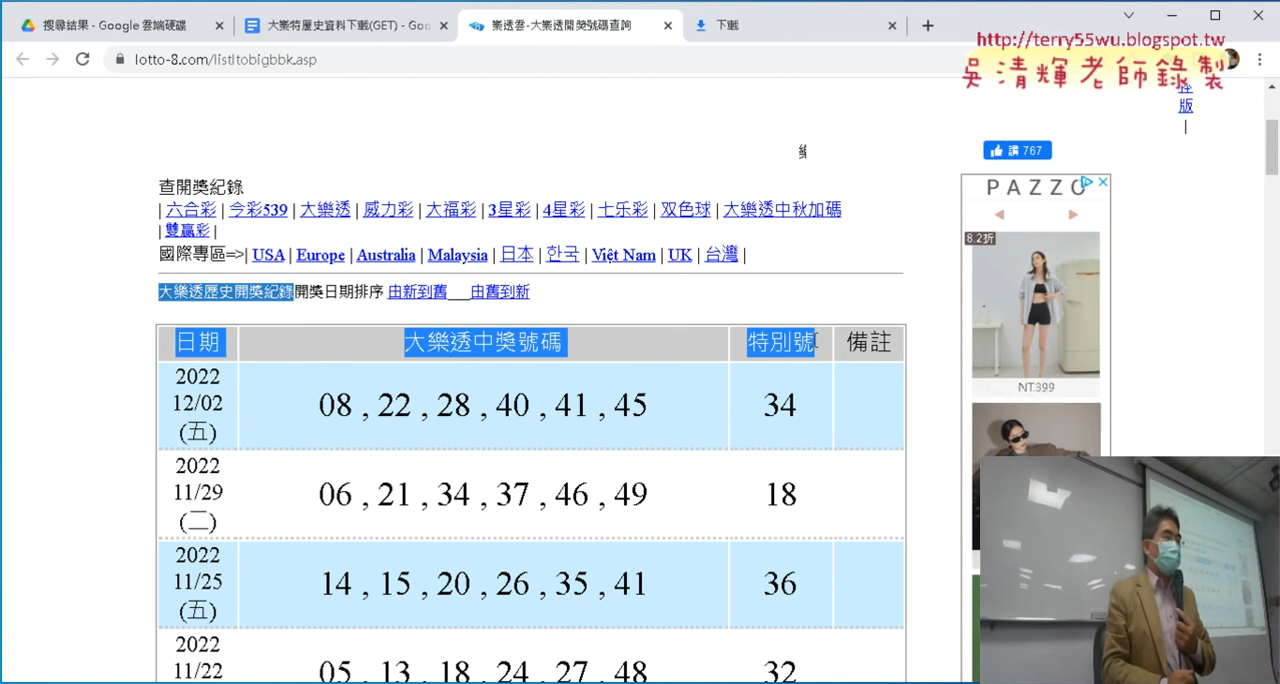 搜尋結果 - Google 雲端硬碟
大樂特歷史資料下載(GET) - Goo
樂透雲-大樂透開獎號碼查詢
下載
http://terry55wu.blogspot.tw
lotto-8.com/listltobigbbk.asp
吳清輝老師錄製
版
|
讚 767
查開獎紀錄
| 六合彩 | 今彩539 | 大樂透 | 威力彩 | 大福彩 | 3星彩 | 4星彩 | 七乐彩 | 双色球 | 大樂透中秋加碼
| 雙贏彩 |
國際專區=>| USA | Europe | Australia | Malaysia | 日本 | 한국 | Việt Nam | UK | 台灣 |
大樂透歷史開獎紀錄開獎日期排序 由新到舊___由舊到新
日期 大樂透中獎號碼 特別號 備註
2022
12/02
(五)
08 , 22 , 28 , 40 , 41 , 45 34
2022
11/29
(二)
06 , 21 , 34 , 37 , 46 , 49 18
2022
11/25
(五)
14 , 15 , 20 , 26 , 35 , 41 36
2022
11/22
05 , 13 , 18 , 24 , 27 , 48 32
PAZZO
8.2折
NT.399